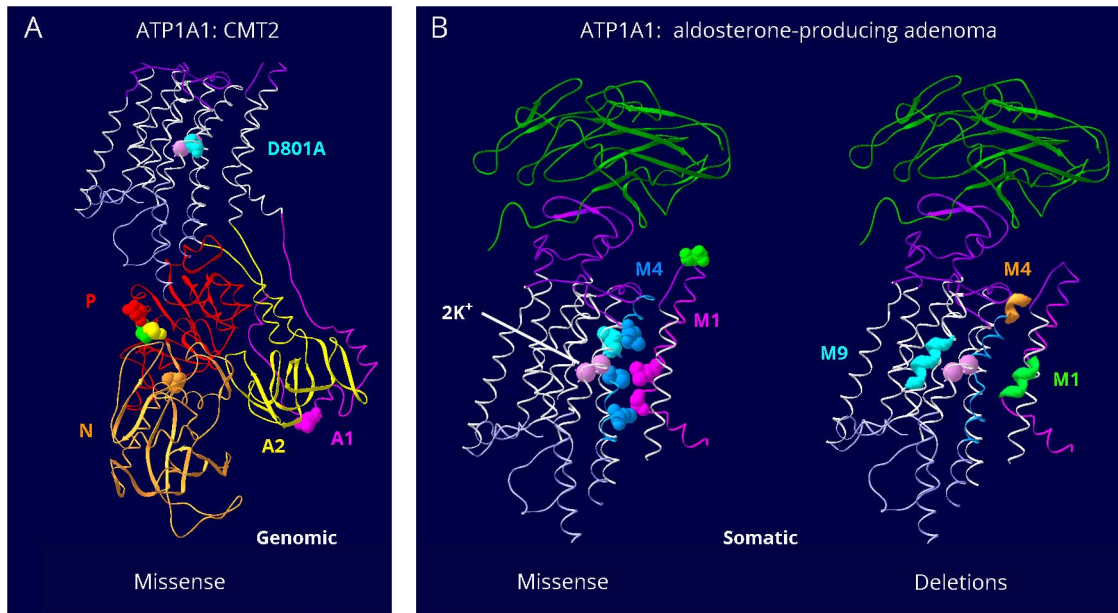 A
ATP1A1: CMT2
D801A
P
N
A2
A1
Genomic
Missense
B
ATP1A1: aldosterone-producing adenoma
M4
2K⁺
M1
Missense
Somatic
M4
M9
M1
Deletions